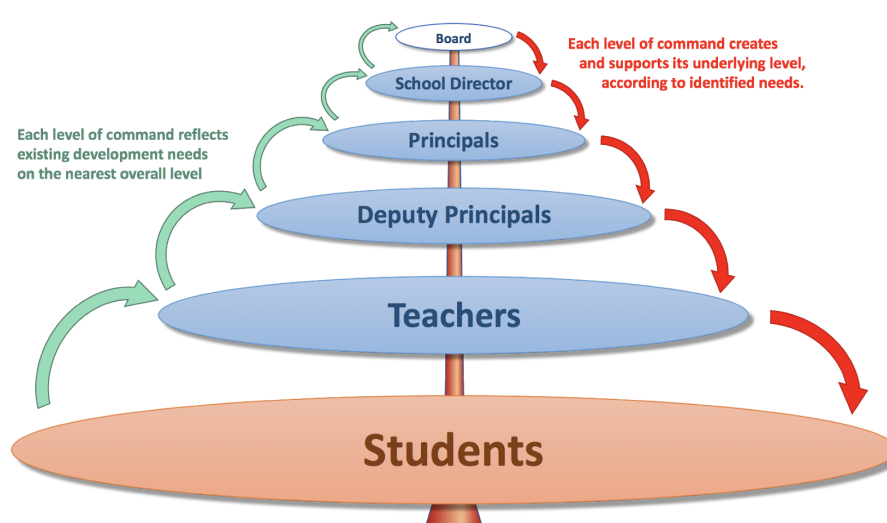 Board
Each level of command creates
and supports its underlying level,
according to identified needs.
School Director
Each level of command reflects
existing development needs
on the nearest overall level
Principals
Deputy Principals
Teachers
Students